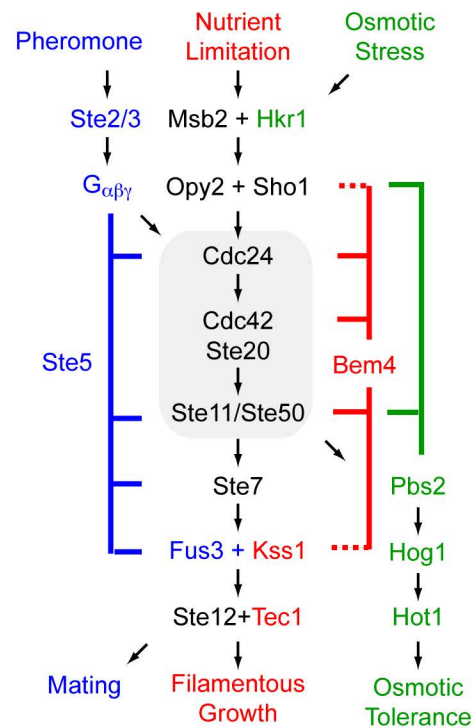 Pheromone
Nutrient
Limitation
Osmotic
Stress
Ste2/3
Msb2 + Hkr1
Gαβγ
Opy2 + Sho1
Cdc24
Cdc42
Ste20
Ste5
Bem4
Ste11/Ste50
Ste7
Pbs2
Fus3 + Kss1
Hog1
Ste12+Tec1
Hot1
Mating
Filamentous
Growth
Osmotic
Tolerance